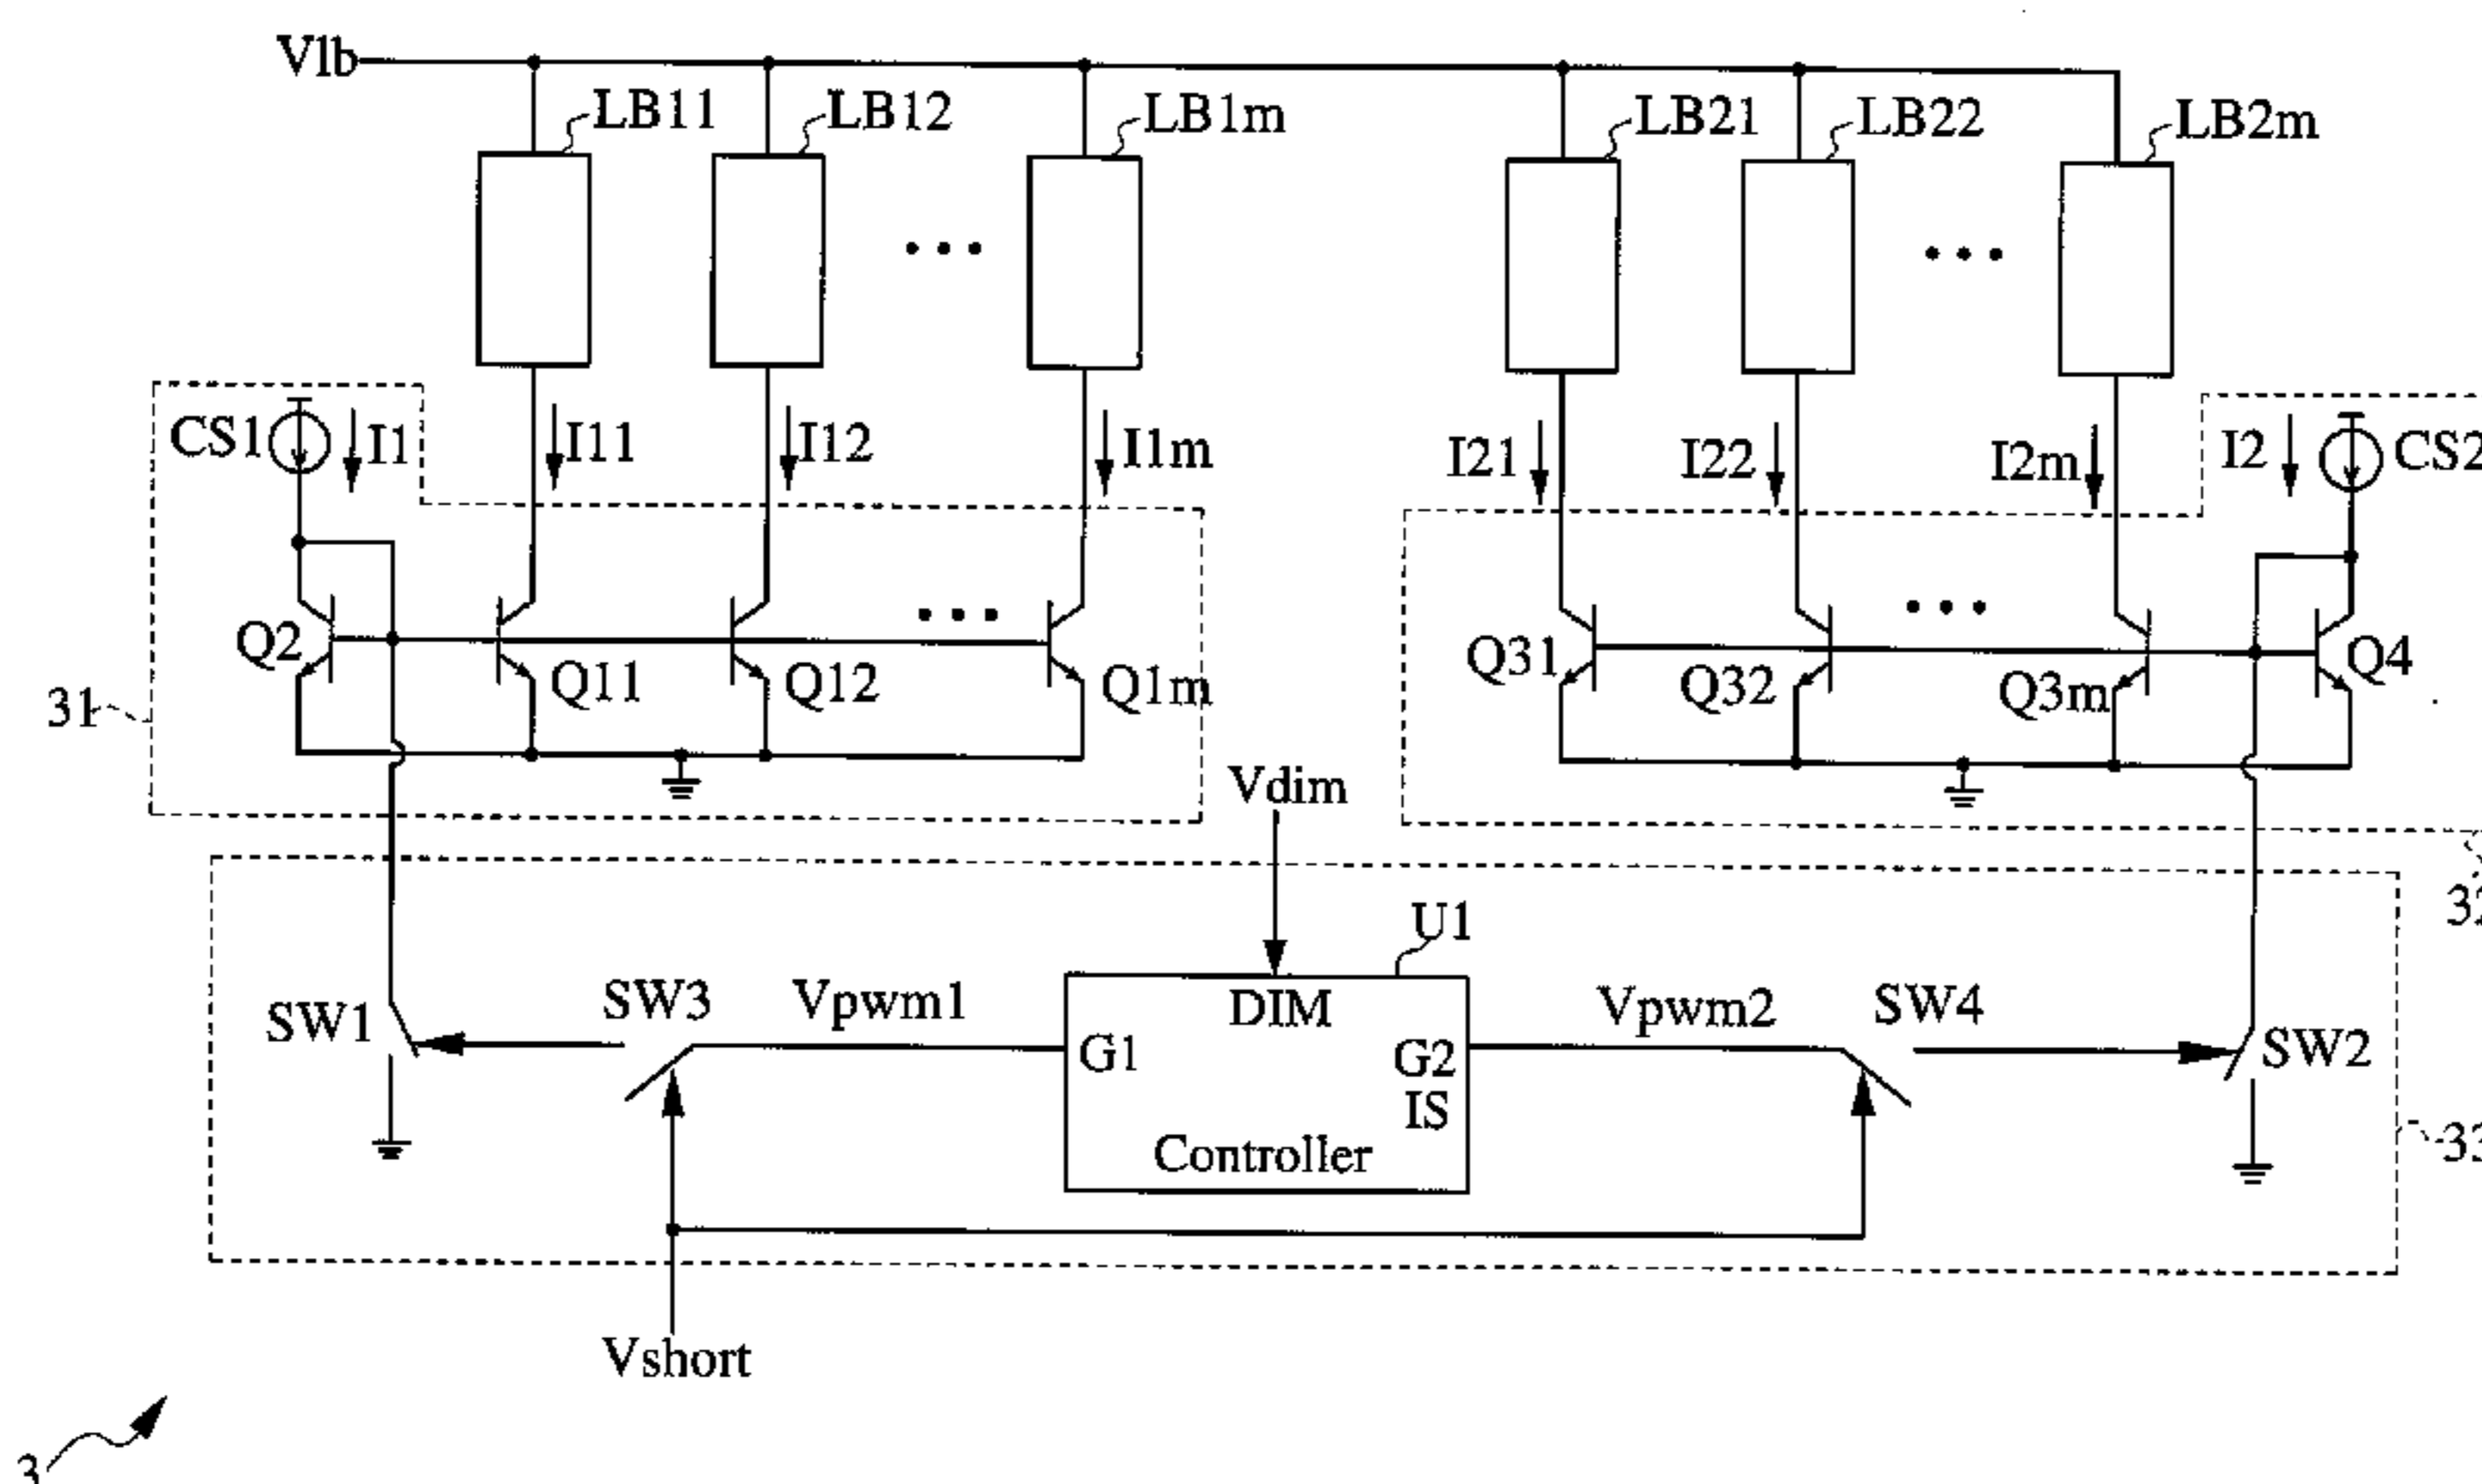 Vlb
LB11
LB12
LB1m
LB21
LB22
LB2m
CS1
I1
I11
I12
I1m
I21
I22
I2m
I2
CS2
Q2
Q11
Q12
Q1m
Q31
Q32
Q3m
Q4
31
Vdim
U1
SW1
SW3
Vpwm1
DIM
G1
G2
IS
Controller
Vpwm2
SW4
SW2
Vshort
3